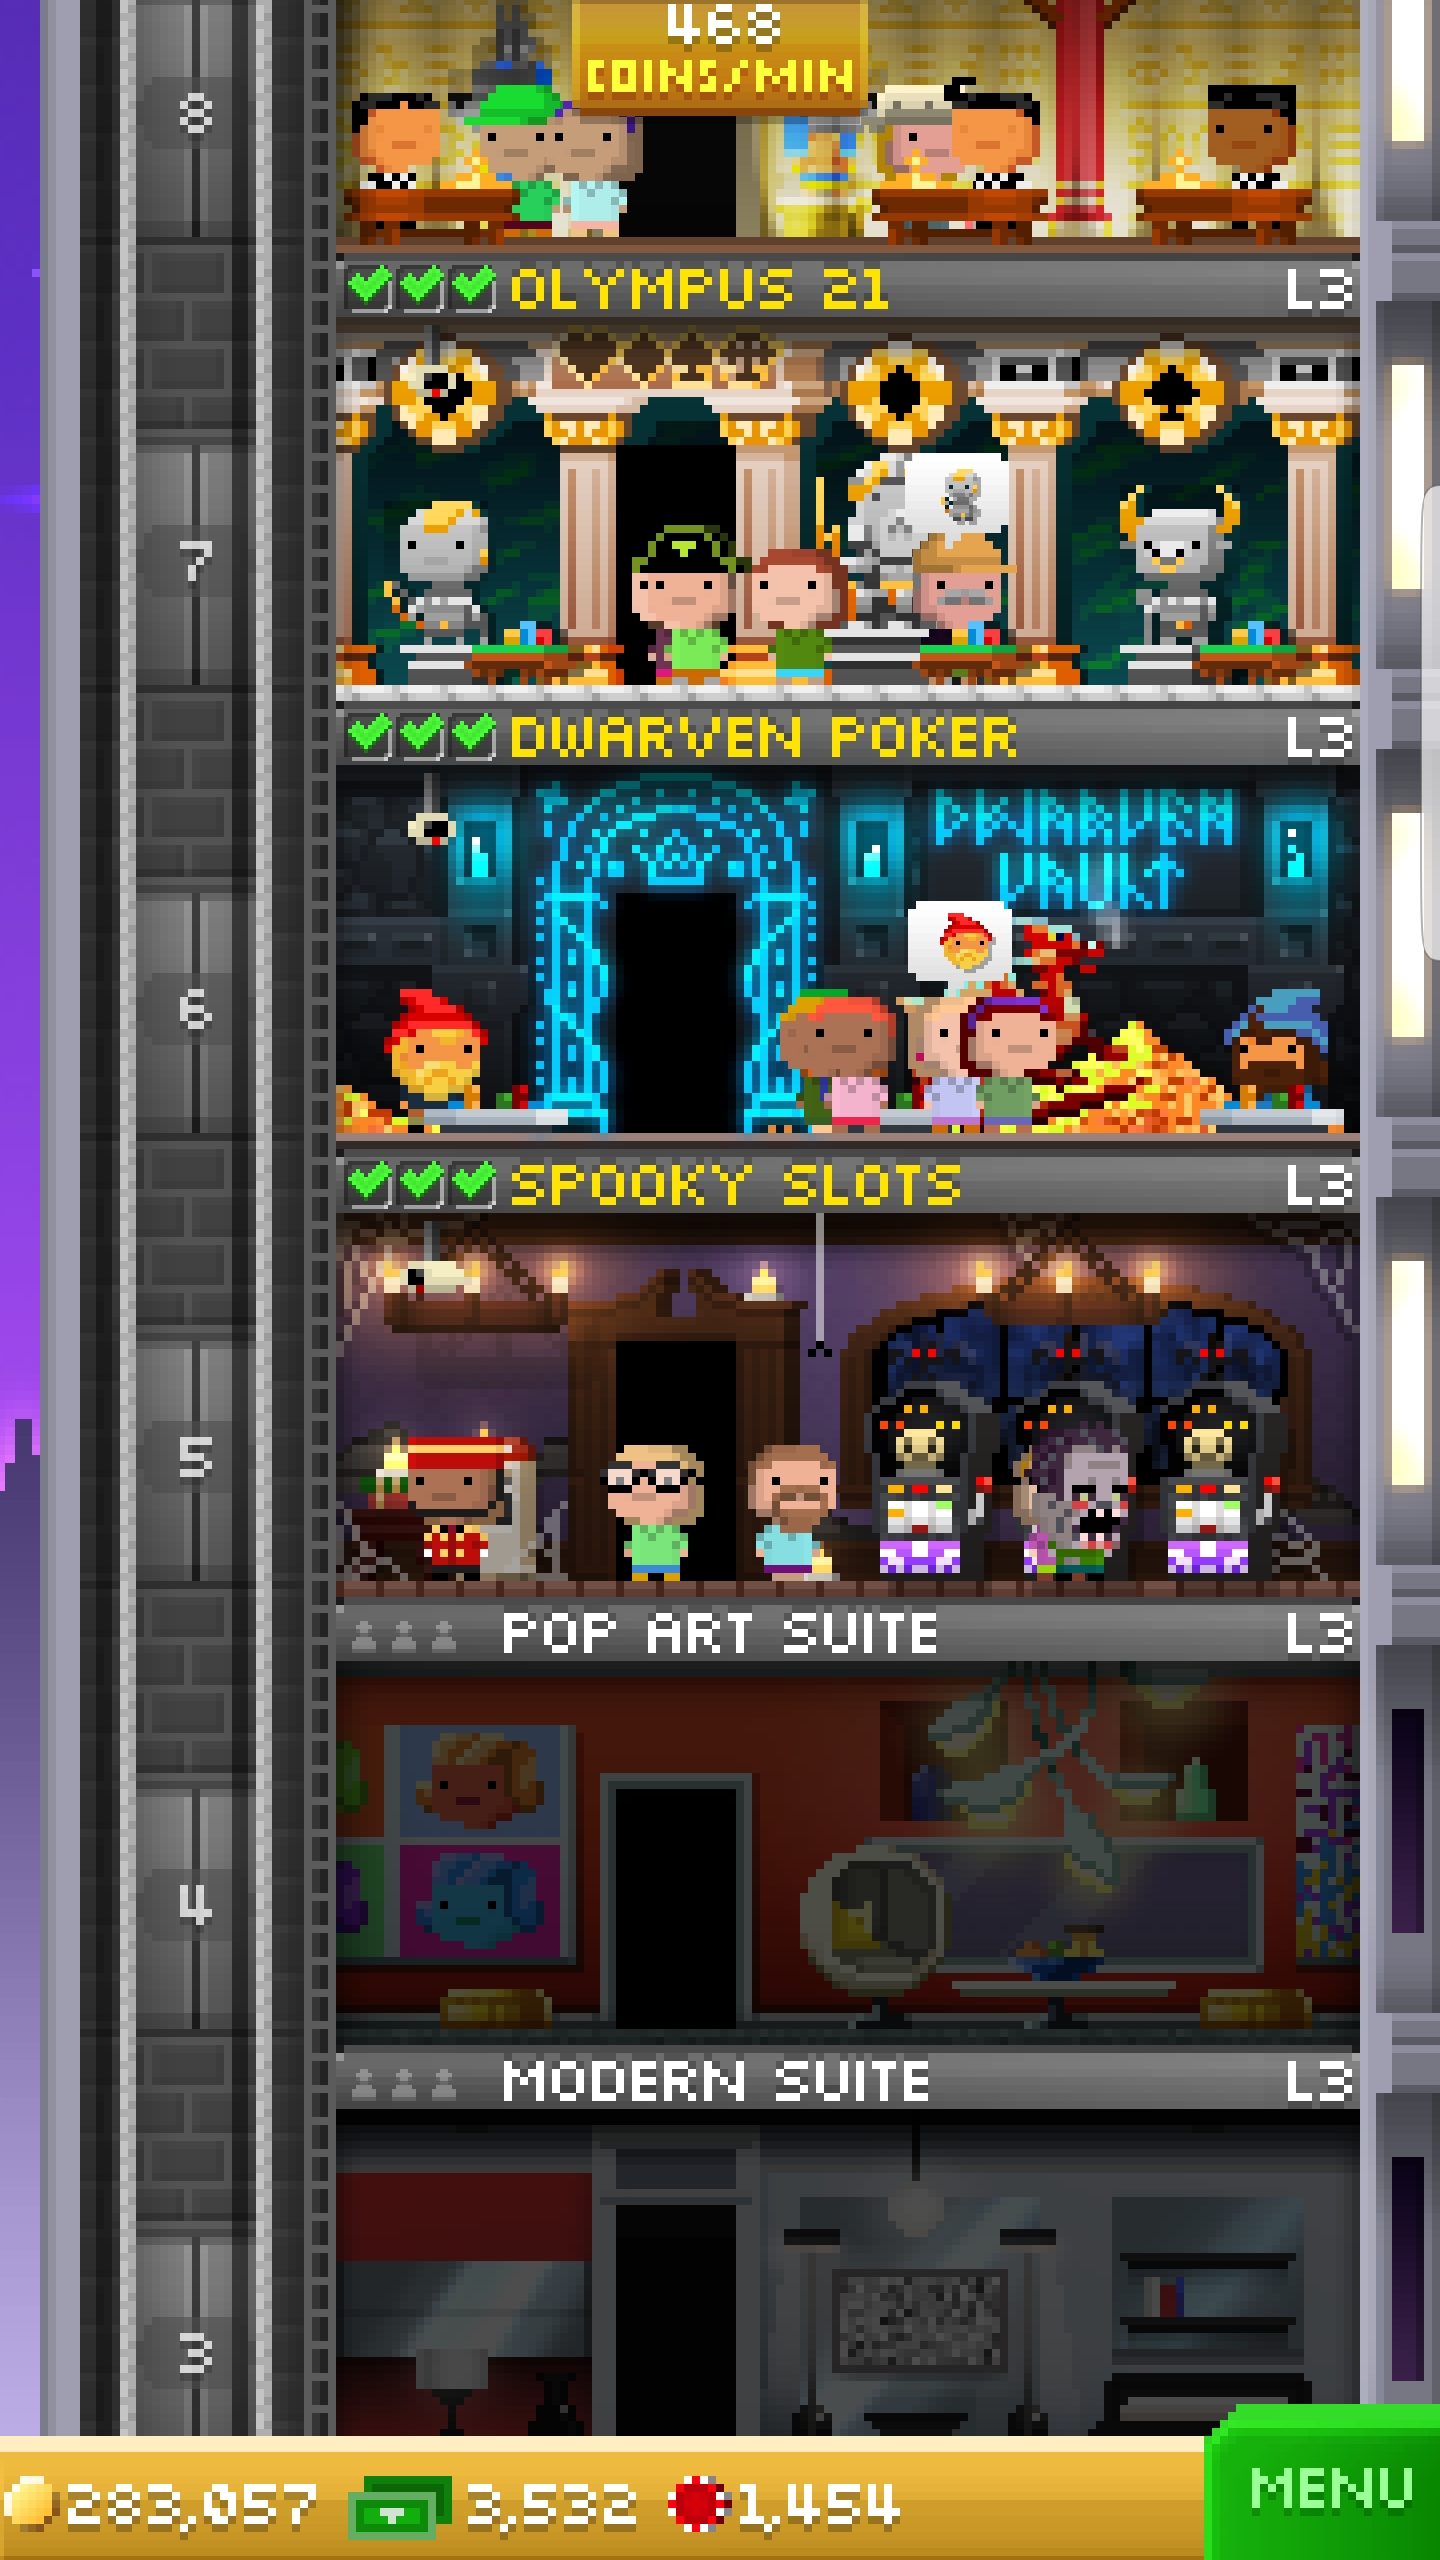 468
COINS/MIN
8
OLYMPUS 21 L3
7
DWARVEN POKER L3
DWARVEN
VAULT
6
SPOOKY SLOTS L3
5
POP ART SUITE L3
4
MODERN SUITE L3
3
283,057 3,532 1,454 MENU